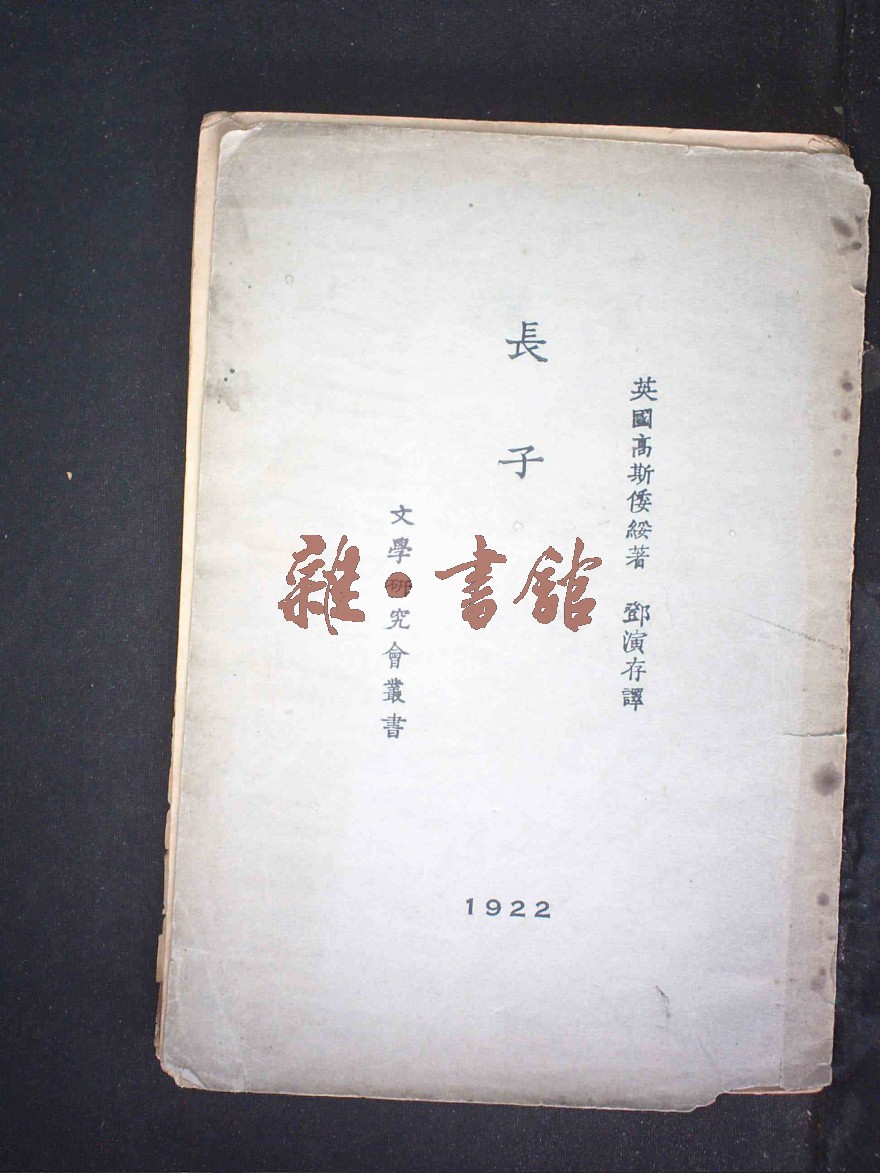 英國高斯倭綏著　鄧演存譯
長子
文學研究會叢書
1922
雜·書館